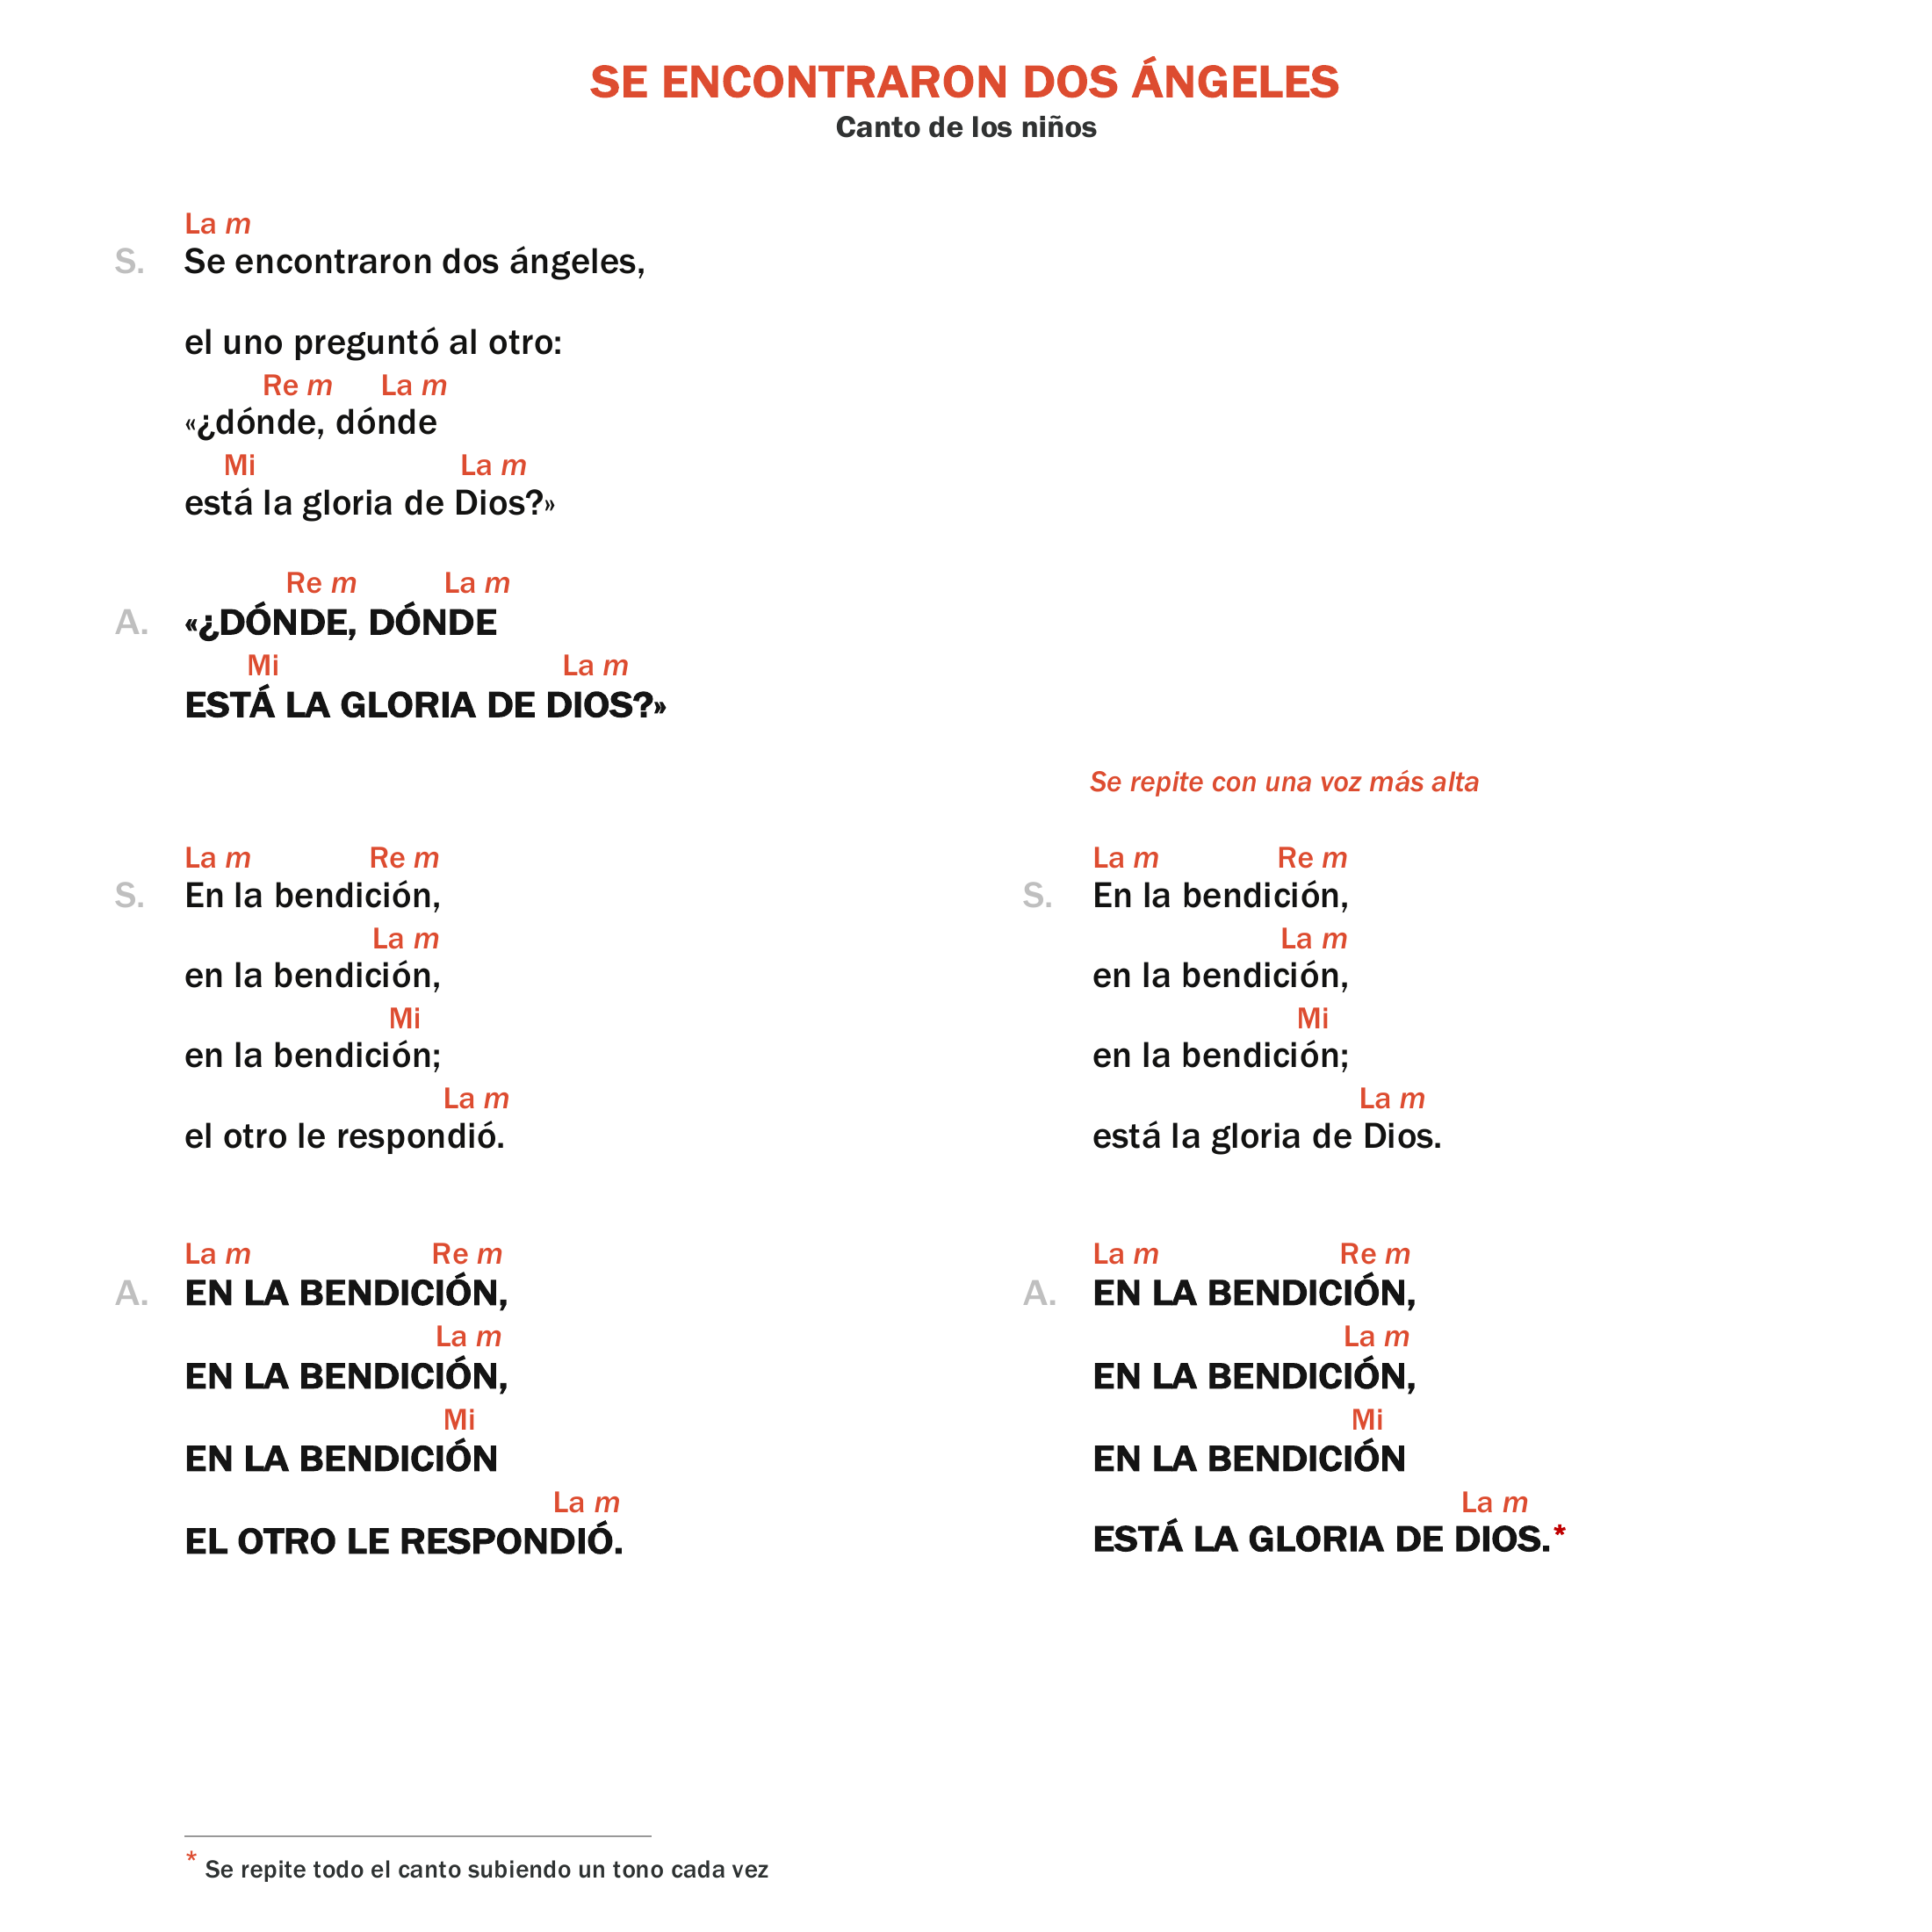 SE ENCONTRARON DOS ÁNGELES
Canto de los niños
La m
S. Se encontraron dos ángeles,
el uno preguntó al otro:
Re m La m
«¿dónde, dónde
Mi La m
está la gloria de Dios?»
Re m La m
A. «¿DÓNDE, DÓNDE
Mi La m
ESTÁ LA GLORIA DE DIOS?»
La m Re m
S. En la bendición,
La m
en la bendición,
Mi
en la bendición;
La m
el otro le respondió.
La m Re m
A. EN LA BENDICIÓN,
La m
EN LA BENDICIÓN,
Mi
EN LA BENDICIÓN
La m
EL OTRO LE RESPONDIÓ.
Se repite con una voz más alta
La m Re m
S. En la bendición,
La m
en la bendición,
Mi
en la bendición;
La m
está la gloria de Dios.
La m Re m
A. EN LA BENDICIÓN,
La m
EN LA BENDICIÓN,
Mi
EN LA BENDICIÓN
La m
ESTÁ LA GLORIA DE DIOS.*
* Se repite todo el canto subiendo un tono cada vez